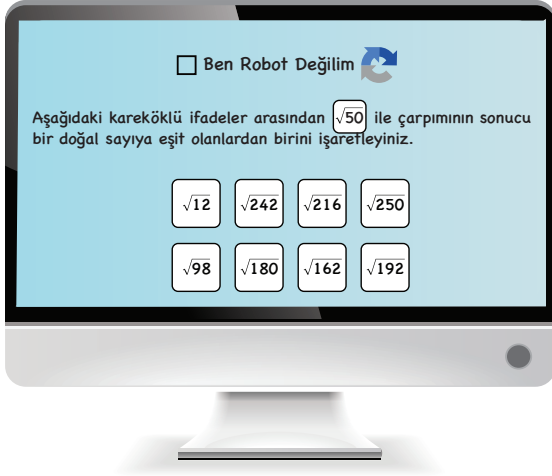 Ben Robot Değilim
Aşağıdaki kareköklü ifadeler arasından √50 ile çarpımının sonucu
bir doğal sayıya eşit olanlardan birini işaretleyiniz.
√12 √242 √216 √250
√98 √180 √162 √192